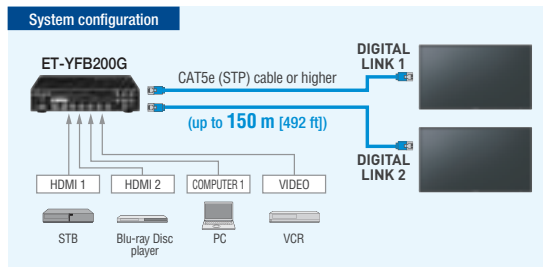 System configuration
ET-YFB200G
CAT5e (STP) cable or higher
(up to 150 m [492 ft])
DIGITAL
LINK 1
DIGITAL
LINK 2
HDMI 1
HDMI 2
COMPUTER 1
VIDEO
STB
Blu-ray Disc
player
PC
VCR